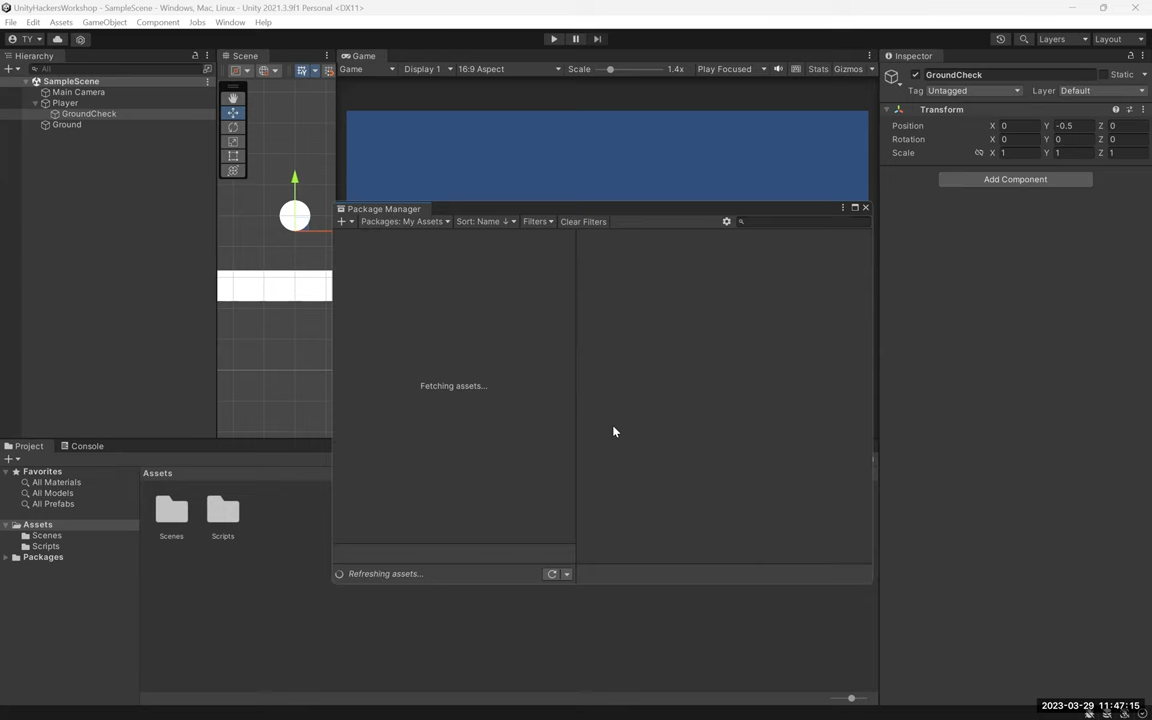 UnityHackersWorkshop - SampleScene - Windows, Mac, Linux - Unity 2021.3.9f1 Personal <DX11>
File Edit Assets GameObject Component Jobs Window Help
TY Layers Layout
Hierarchy Scene Game Inspector
All Game Display 1 16:9 Aspect Scale 1.4x Play Focused Stats Gizmos GroundCheck Static
SampleScene
Main Camera Tag Untagged Layer Default
Player
GroundCheck Transform
Ground Position X 0 Y -0.5 Z 0
Rotation X 0 Y 0 Z 0
Scale X 1 Y 1 Z 1
Add Component
Package Manager
Packages: My Assets Sort: Name ↓ Filters Clear Filters
Fetching assets...
Refreshing assets...
Project Console
Favorites Assets
All Materials
All Models
All Prefabs
Assets
Scenes Scenes Scripts
Scripts
Packages
2023-03-29 11:47:15